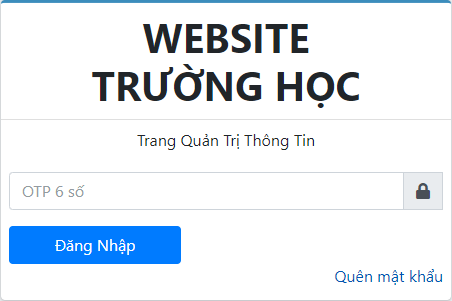 WEBSITE
TRƯỜNG HỌC
Trang Quản Trị Thông Tin
OTP 6 số
Đăng Nhập
Quên mật khẩu